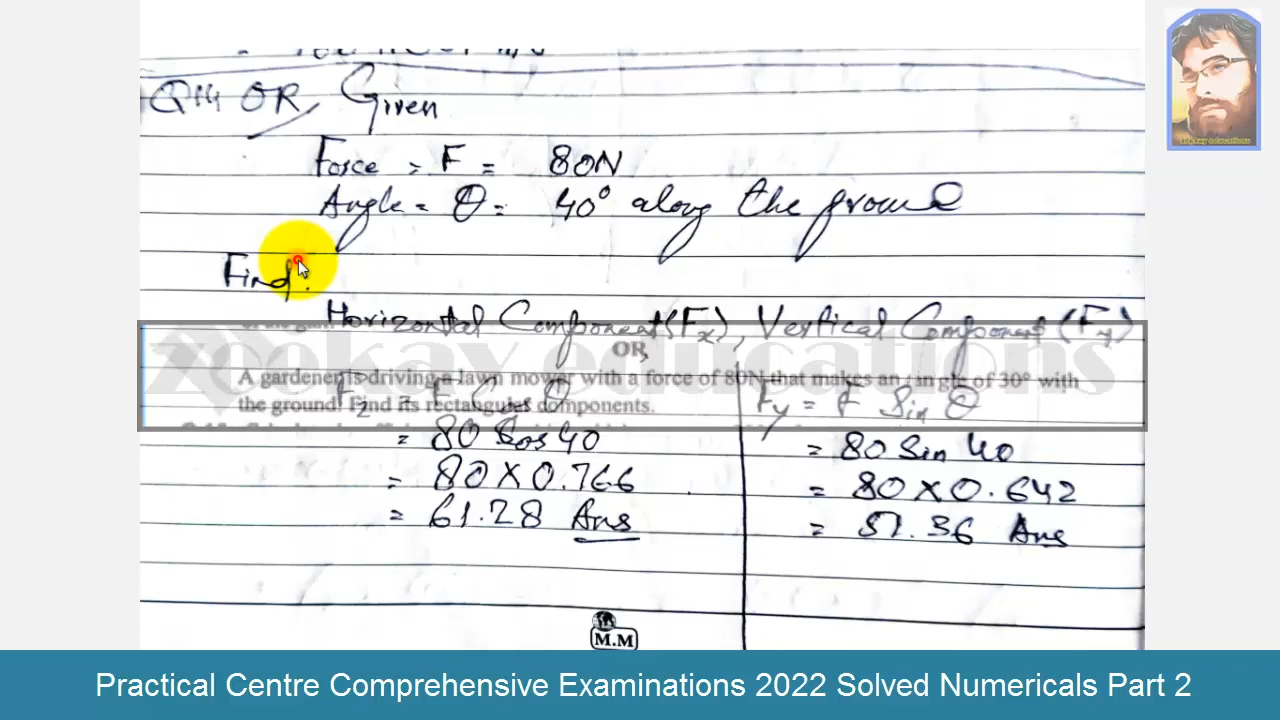 Q14 OR, Given
Force = F = 80N
Angle = θ = 40° along the ground
Find:
Horizontal Component (Fx), Vertical Component (Fy)
xeekay educations
OR,
A gardener is driving a lawn mower with a force of 80N that makes an angle of 30° with
the ground. Find its rectangular components.
= F Cos θ
= 80 Cos 40
= 80 X 0.766
= 61.28 Ans
Fy = F Sin θ
= 80 Sin 40
= 80 X 0.642
= 51.36 Ans
M.M
Practical Centre Comprehensive Examinations 2022 Solved Numericals Part 2